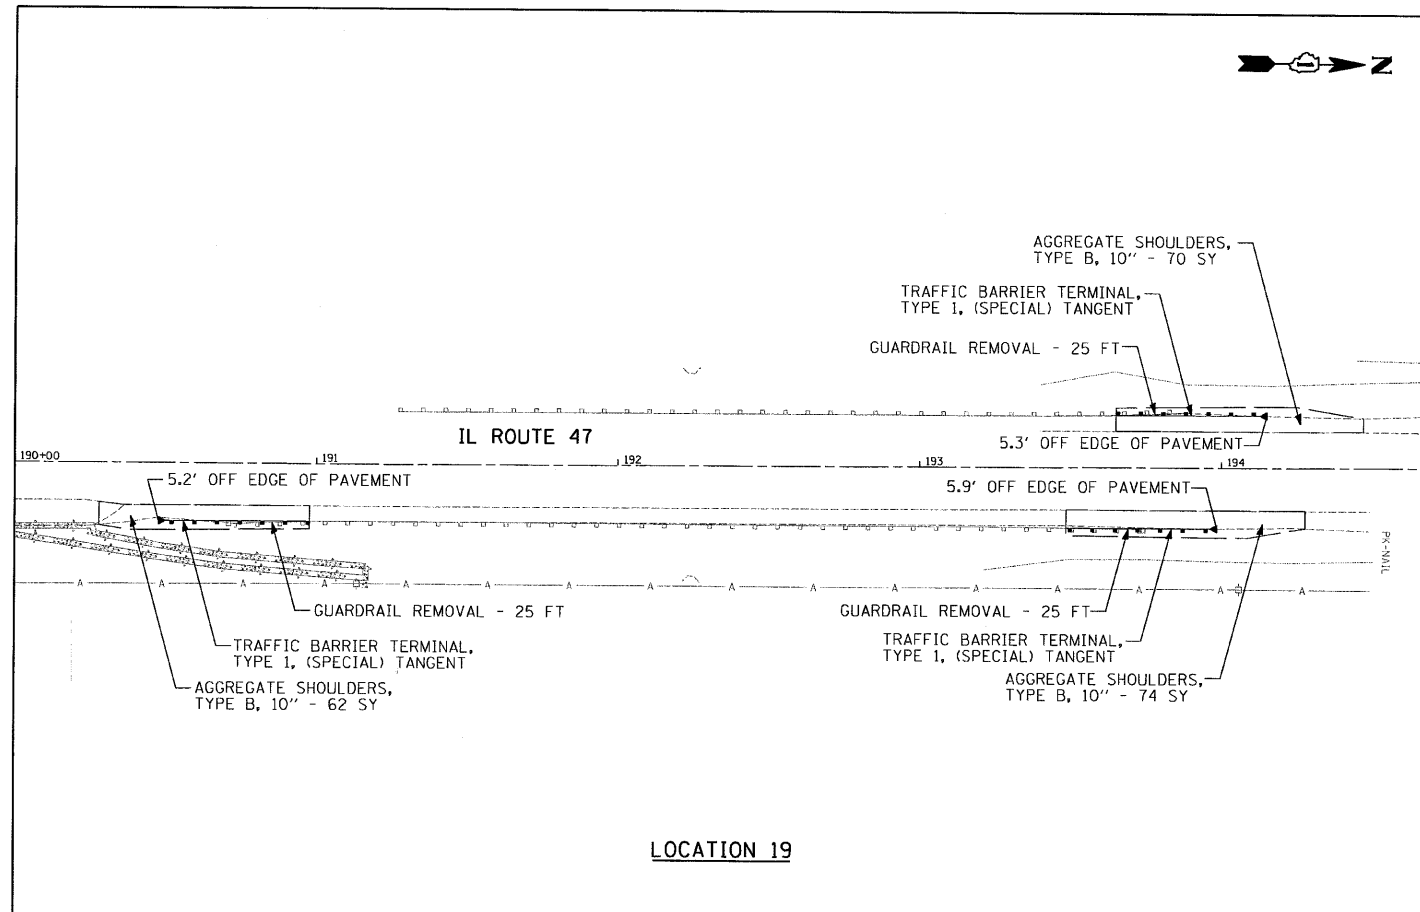 N
AGGREGATE SHOULDERS,
TYPE B, 10" - 70 SY
TRAFFIC BARRIER TERMINAL,
TYPE 1, (SPECIAL) TANGENT
GUARDRAIL REMOVAL - 25 FT
IL ROUTE 47
5.3' OFF EDGE OF PAVEMENT
190+00
191
192
193
194
5.2' OFF EDGE OF PAVEMENT
5.9' OFF EDGE OF PAVEMENT
PK-NAIL
A A A A A A A A A A A A A A A A
GUARDRAIL REMOVAL - 25 FT
GUARDRAIL REMOVAL - 25 FT
TRAFFIC BARRIER TERMINAL,
TYPE 1, (SPECIAL) TANGENT
TRAFFIC BARRIER TERMINAL,
TYPE 1, (SPECIAL) TANGENT
AGGREGATE SHOULDERS,
TYPE B, 10" - 62 SY
AGGREGATE SHOULDERS,
TYPE B, 10" - 74 SY
LOCATION 19